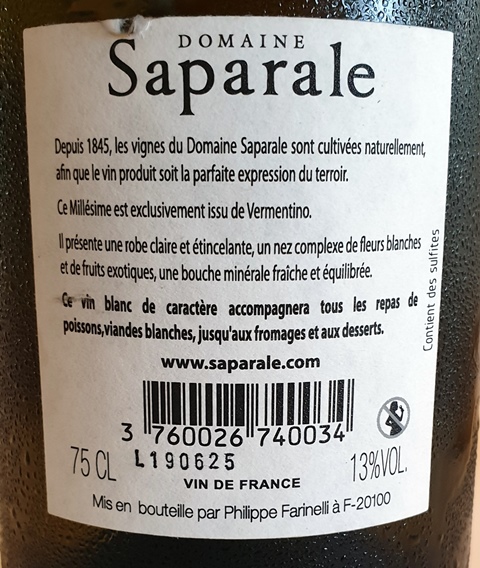 DOMAINE
Saparale
Depuis 1845, les vignes du Domaine Saparale sont cultivées naturellement,
afin que le vin produit soit la parfaite expression du terroir.
Ce Millésime est exclusivement issu de Vermentino.
Il présente une robe claire et étincelante, un nez complexe de fleurs blanches
et de fruits exotiques, une bouche minérale fraîche et équilibrée.
Ce vin blanc de caractère accompagnera tous les repas de
poissons,viandes blanches, jusqu'aux fromages et aux desserts.
Contient des sulfites
www.saparale.com
3 760026 740034
75 CL
L190625
13%VOL.
VIN DE FRANCE
Mis en bouteille par Philippe Farinelli à F-20100